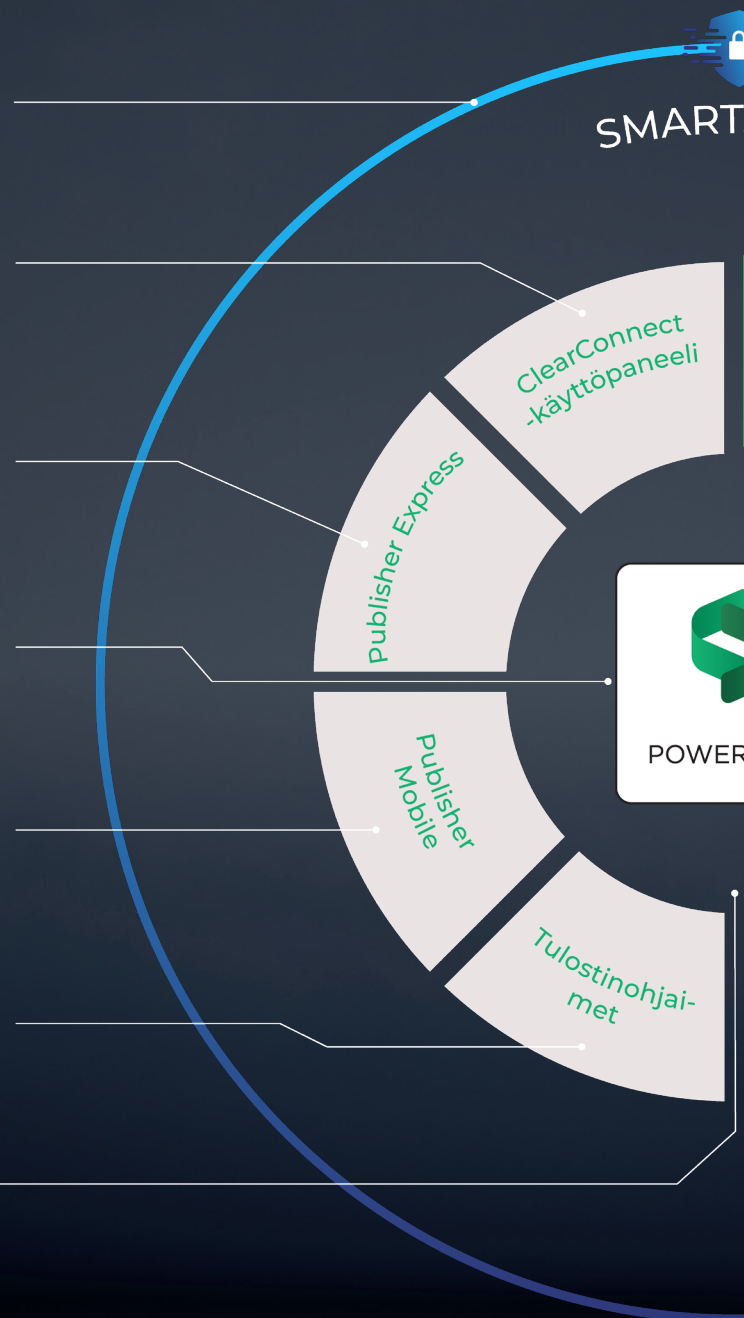 SMART
ClearConnect
-käyttöpaneeli
Publisher Express
POWER
Publisher
Mobile
Tulostinohjai-
met